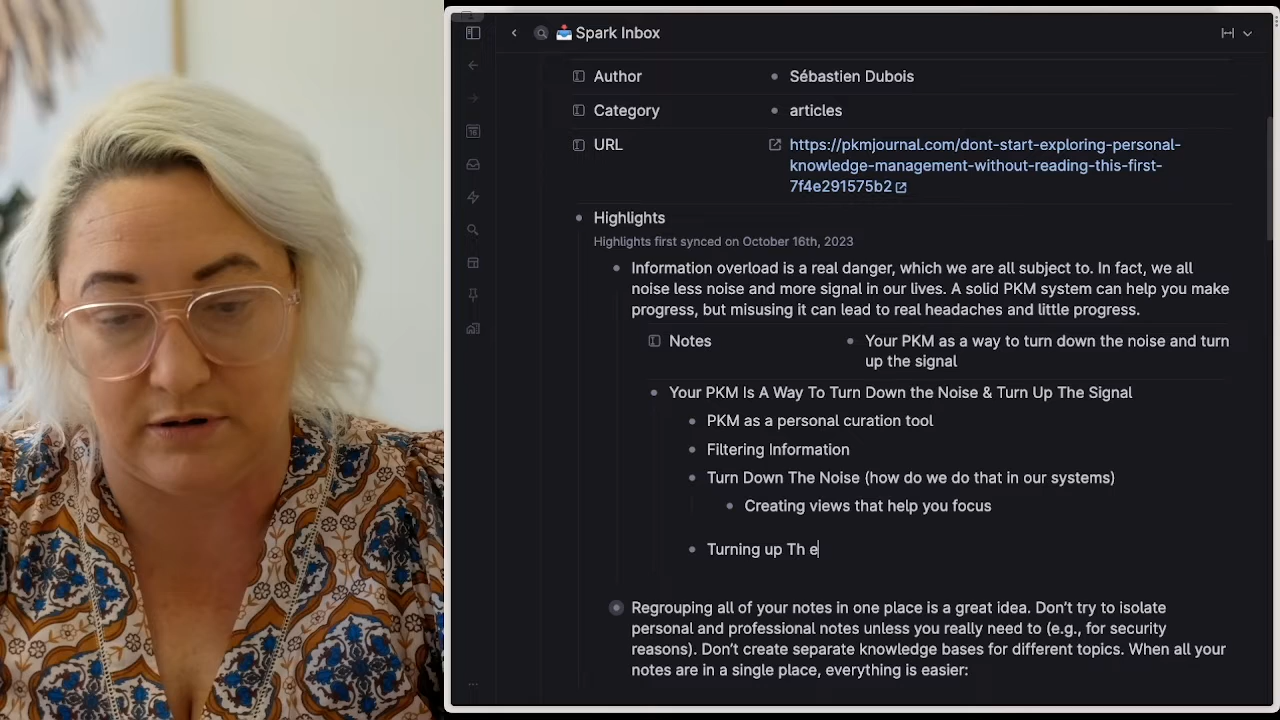 📥 Spark Inbox
Author
Sébastien Dubois
Category
articles
URL
https://pkmjournal.com/dont-start-exploring-personal-
knowledge-management-without-reading-this-first-
7f4e291575b2
Highlights
Highlights first synced on October 16th, 2023
Information overload is a real danger, which we are all subject to. In fact, we all
noise less noise and more signal in our lives. A solid PKM system can help you make
progress, but misusing it can lead to real headaches and little progress.
Notes
Your PKM as a way to turn down the noise and turn
up the signal
Your PKM Is A Way To Turn Down the Noise & Turn Up The Signal
PKM as a personal curation tool
Filtering Information
Turn Down The Noise (how do we do that in our systems)
Creating views that help you focus
Turning up Th e
Regrouping all of your notes in one place is a great idea. Don’t try to isolate
personal and professional notes unless you really need to (e.g., for security
reasons). Don’t create separate knowledge bases for different topics. When all your
notes are in a single place, everything is easier: